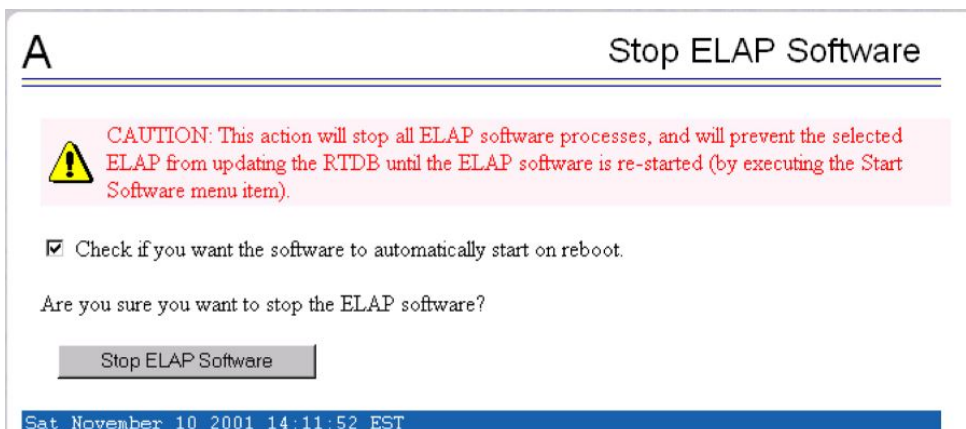 A
Stop ELAP Software
CAUTION: This action will stop all ELAP software processes, and will prevent the selected
ELAP from updating the RTDB until the ELAP software is re-started (by executing the Start
Software menu item).
Check if you want the software to automatically start on reboot.
Are you sure you want to stop the ELAP software?
Stop ELAP Software
Sat November 10 2001 14:11:52 EST